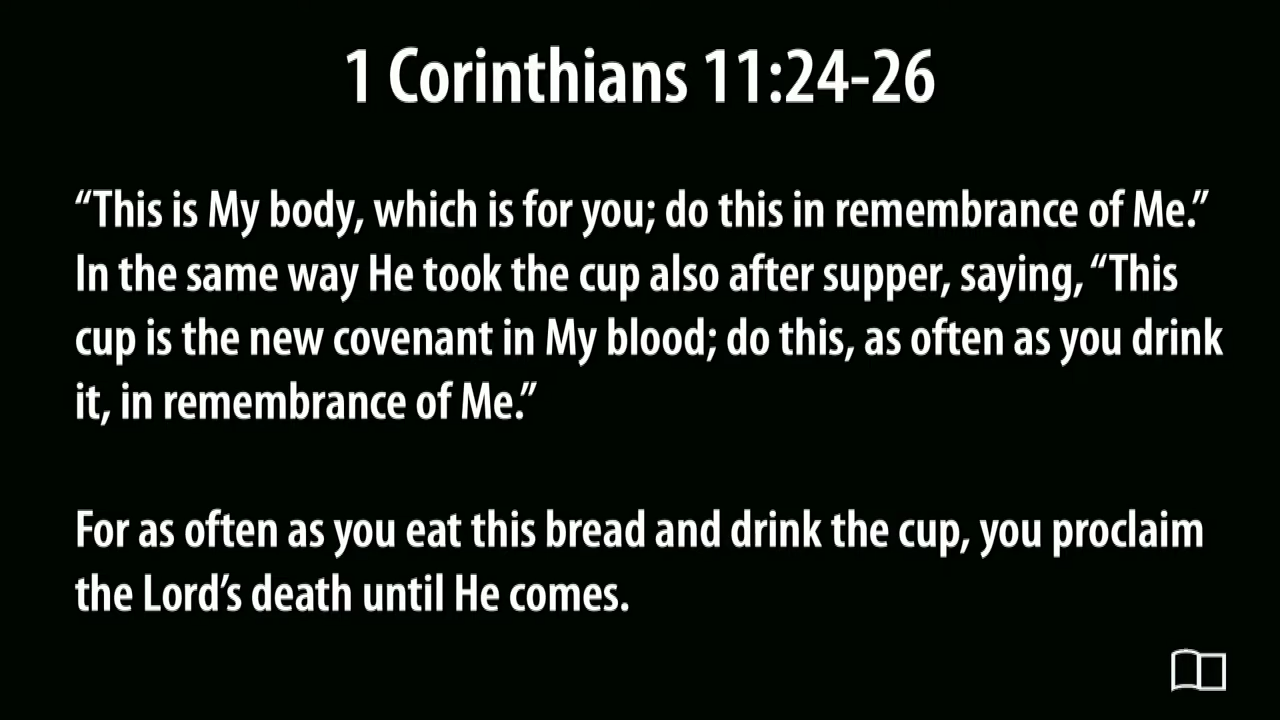 1 Corinthians 11:24-26
“This is My body, which is for you; do this in remembrance of Me.”
In the same way He took the cup also after supper, saying, “This
cup is the new covenant in My blood; do this, as often as you drink
it, in remembrance of Me.”
For as often as you eat this bread and drink the cup, you proclaim
the Lord’s death until He comes.